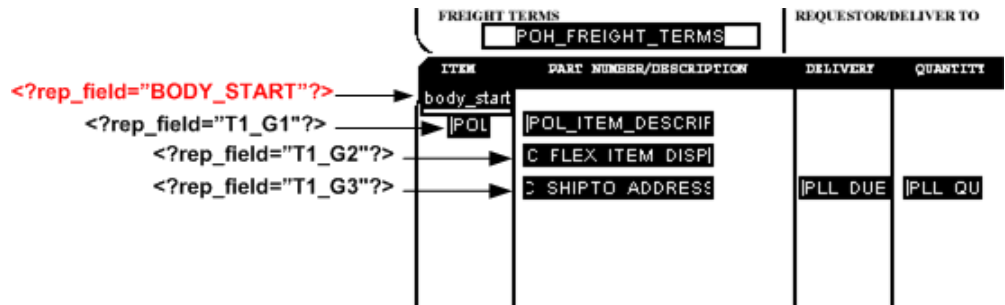 FREIGHT TERMS REQUESTOR/DELIVER TO
POH_FREIGHT_TERMS
ITEM PART NUMBER/DESCRIPTION DELIVERY QUANTITY
<?rep_field="BODY_START"?> body_start
<?rep_field="T1_G1"?> POL POL_ITEM_DESCRIF
<?rep_field="T1_G2"?> C FLEX ITEM DISP
<?rep_field="T1_G3"?> C SHIPTO ADDRESS PLL DUE PLL QU